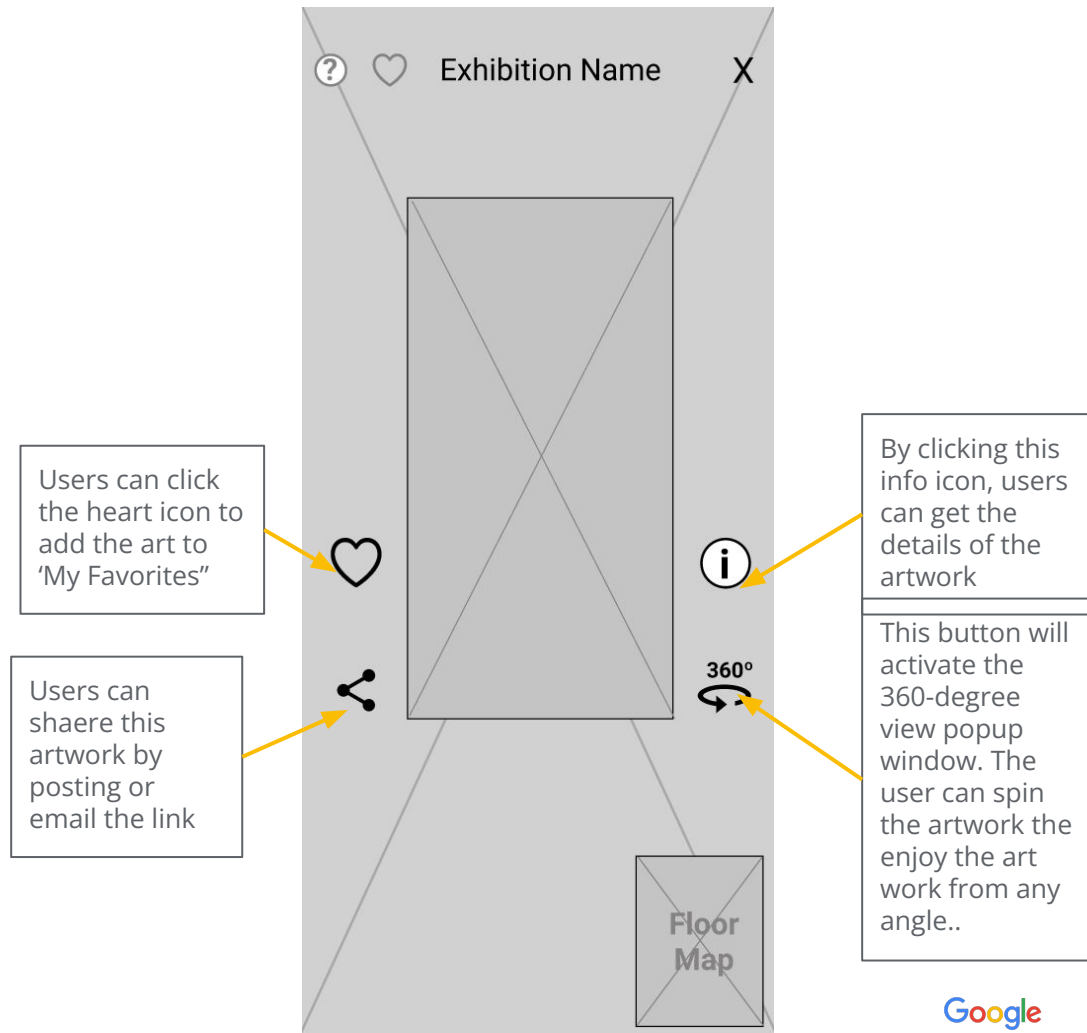 ?
Exhibition Name
X
Users can click
the heart icon to
add the art to
‘My Favorites”
Users can
shaere this
artwork by
posting or
email the link
By clicking this
info icon, users
can get the
details of the
artwork
i
360º
This button will
activate the
360-degree
view popup
window. The
user can spin
the artwork the
enjoy the art
work from any
angle..
Floor
Map
Google